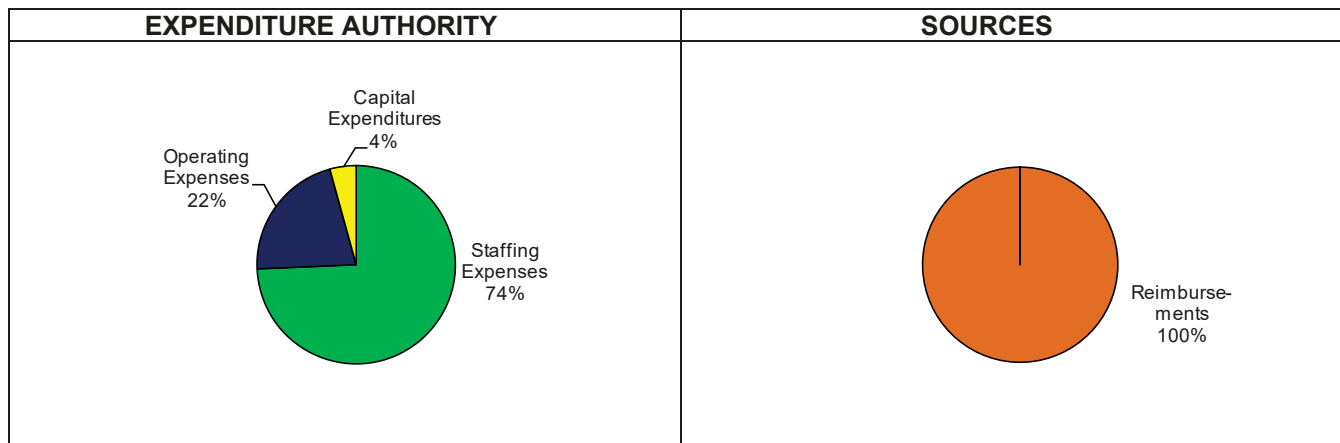 EXPENDITURE AUTHORITY
SOURCES
Capital
Expenditures
4%
Operating
Expenses
22%
Staffing
Expenses
74%
Reimburse-
ments
100%